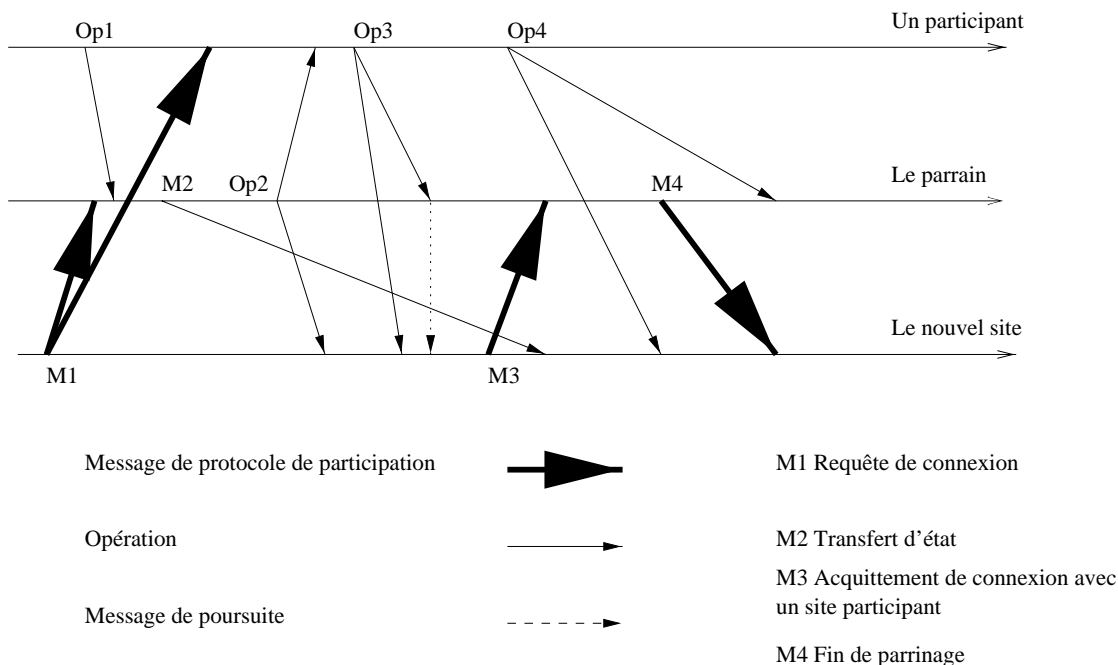 Op1
Op3
Op4
Un participant
M2
Op2
M4
Le parrain
Le nouvel site
M1
M3
Message de protocole de participation
M1 Requête de connexion
Opération
M2 Transfert d'état
M3 Acquittement de connexion avec
un site participant
Message de poursuite
M4 Fin de parrinage